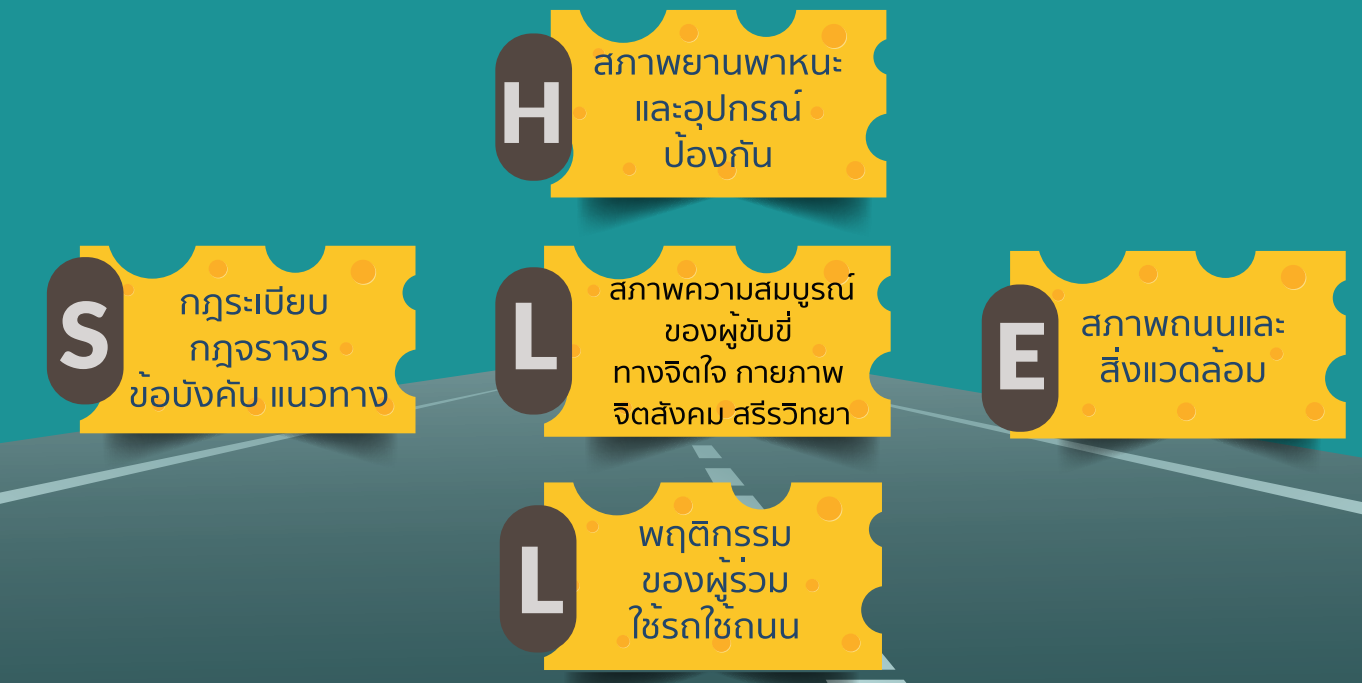 H
สภาพยานพาหนะ
และอุปกรณ์
ป้องกัน
S
กฎระเบียบ
กฎจราจร
ข้อบังคับ แนวทาง
L
สภาพความสมบูรณ์
ของผู้ขับขี่
ทางจิตใจ กายภาพ
จิตสังคม สรีรวิทยา
E
สภาพถนนและ
สิ่งแวดล้อม
L
พฤติกรรม
ของผู้ร่วม
ใช้รถใช้ถนน